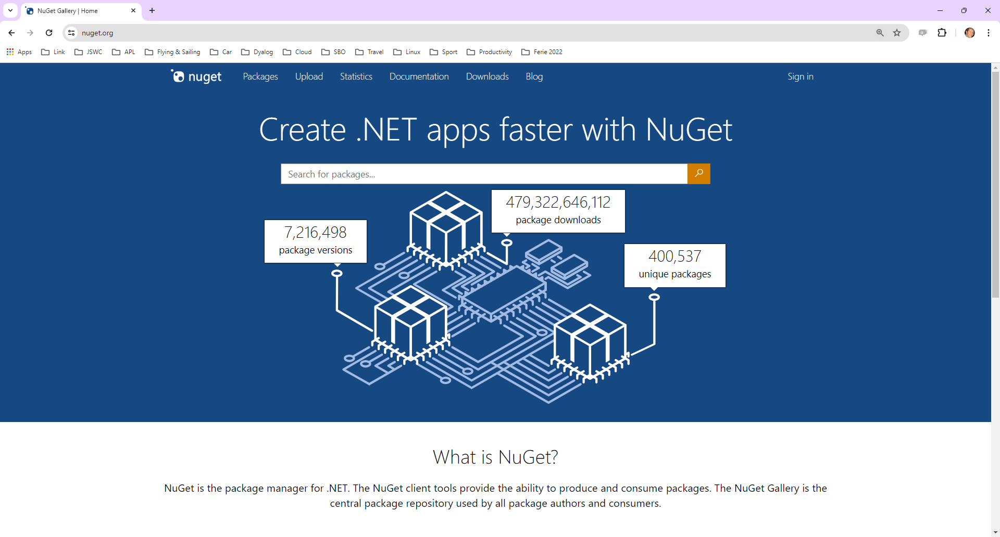 NuGet Gallery | Home
nuget.org
Apps Link JSWC APL Flying & Sailing Car Dyalog Cloud SBO Travel Linux Sport Productivity Ferie 2022
nuget Packages Upload Statistics Documentation Downloads Blog Sign in
Create .NET apps faster with NuGet
Search for packages...
479,322,646,112
package downloads
7,216,498
package versions
400,537
unique packages
What is NuGet?
NuGet is the package manager for .NET. The NuGet client tools provide the ability to produce and consume packages. The NuGet Gallery is the
central package repository used by all package authors and consumers.